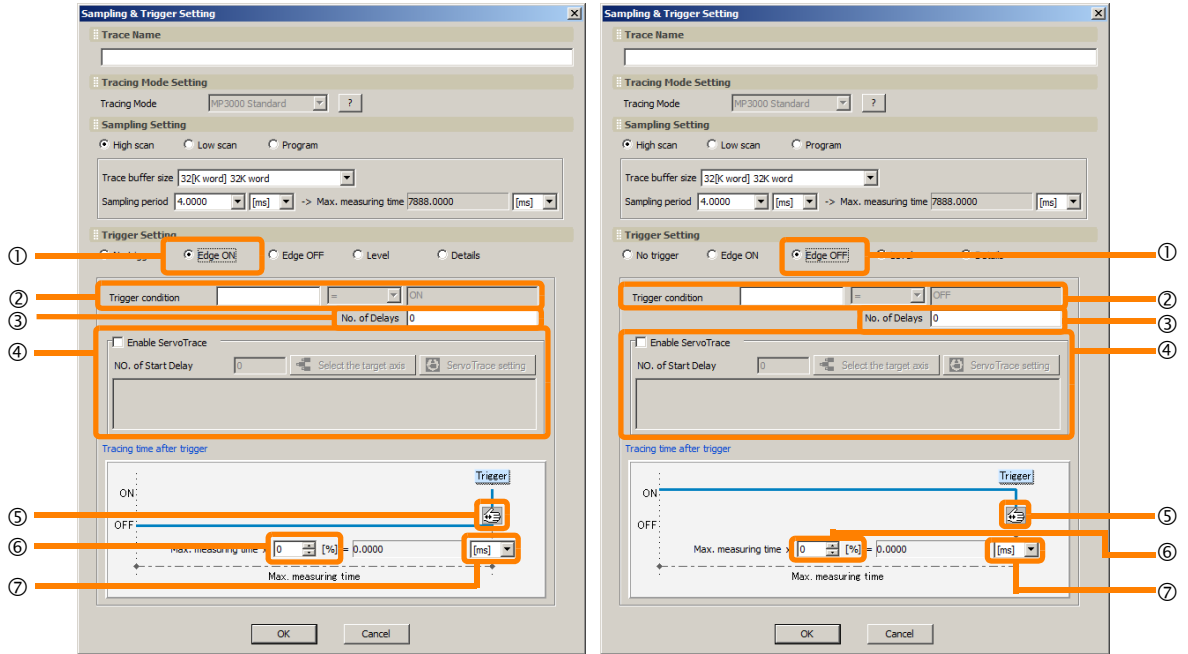 Sampling & Trigger Setting
Trace Name
Tracing Mode Setting
Tracing Mode MP3000 Standard ?
Sampling Setting
High scan Low scan Program
Trace buffer size 32[K word] 32K word
Sampling period 4.0000 [ms] -> Max. measuring time 7888.0000 [ms]
Trigger Setting
① Edge ON Edge OFF Level Details
② Trigger condition = ON
③ No. of Delays 0
④ Enable ServoTrace
NO. of Start Delay 0 Select the target axis ServoTrace setting
Tracing time after trigger
Trigger
ON
⑤
OFF
⑥ Max. measuring time x 0 [%] = 0.0000 [ms]
⑦ Max. measuring time
OK Cancel
Sampling & Trigger Setting
Trace Name
Tracing Mode Setting
Tracing Mode MP3000 Standard ?
Sampling Setting
High scan Low scan Program
Trace buffer size 32[K word] 32K word
Sampling period 4.0000 [ms] -> Max. measuring time 7888.0000 [ms]
Trigger Setting
No trigger Edge ON Edge OFF Level Details ①
Trigger condition = OFF ②
No. of Delays 0 ③
Enable ServoTrace ④
NO. of Start Delay 0 Select the target axis ServoTrace setting
Tracing time after trigger
Trigger
ON
⑤
OFF
Max. measuring time x 0 [%] = 0.0000 [ms] ⑥
Max. measuring time ⑦
OK Cancel